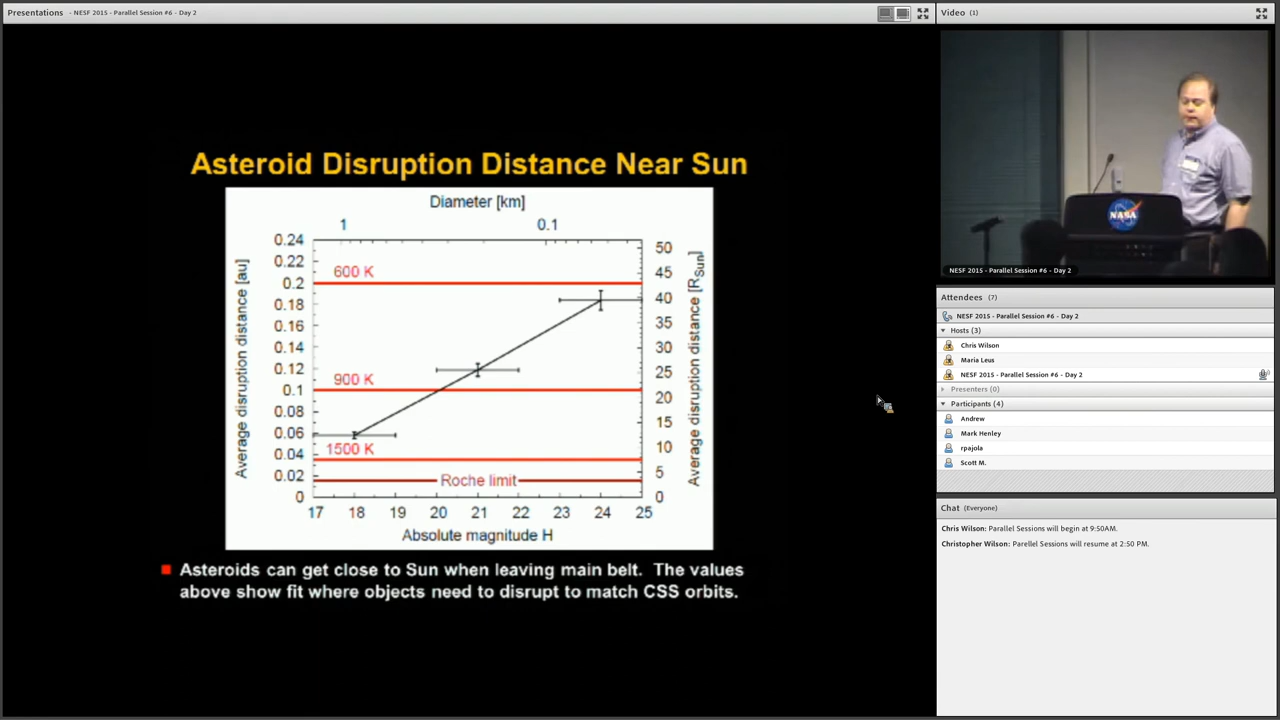 Presentations - NESF 2015 - Parallel Session #6 - Day 2
Asteroid Disruption Distance Near Sun
Diameter [km]
1 0.1
Average disruption distance [au]
0.24
0.22
0.2
0.18
0.16
0.14
0.12
0.1
0.08
0.06
0.04
0.02
0
600 K
900 K
1500 K
Roche limit
50
45
40
35
30
25
20
15
10
5
0
Average disruption distance [RSun]
17 18 19 20 21 22 23 24 25
Absolute magnitude H
Asteroids can get close to Sun when leaving main belt. The values
above show fit where objects need to disrupt to match CSS orbits.
Video (1)
NASA
NESF 2015 - Parallel Session #6 - Day 2
Attendees (7)
NESF 2015 - Parallel Session #6 - Day 2
Hosts (3)
Chris Wilson
Maria Leus
NESF 2015 - Parallel Session #6 - Day 2
Presenters (0)
Participants (4)
Andrew
Mark Henley
rpajola
Scott M.
Chat (Everyone)
Chris Wilson: Parallel Sessions will begin at 9:50AM.
Christopher Wilson: Parellel Sessions will resume at 2:50 PM.